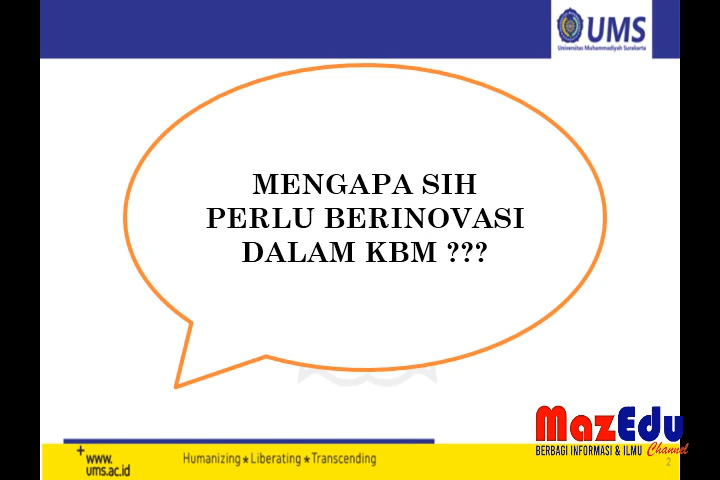 UMS
Universitas Muhammadiyah Surakarta
MENGAPA SIH
PERLU BERINOVASI
DALAM KBM ???
MazEdu
BERBAGI INFORMASI & ILMU Channel
www.
ums.ac.id
Humanizing ★ Liberating ★ Transcending
2